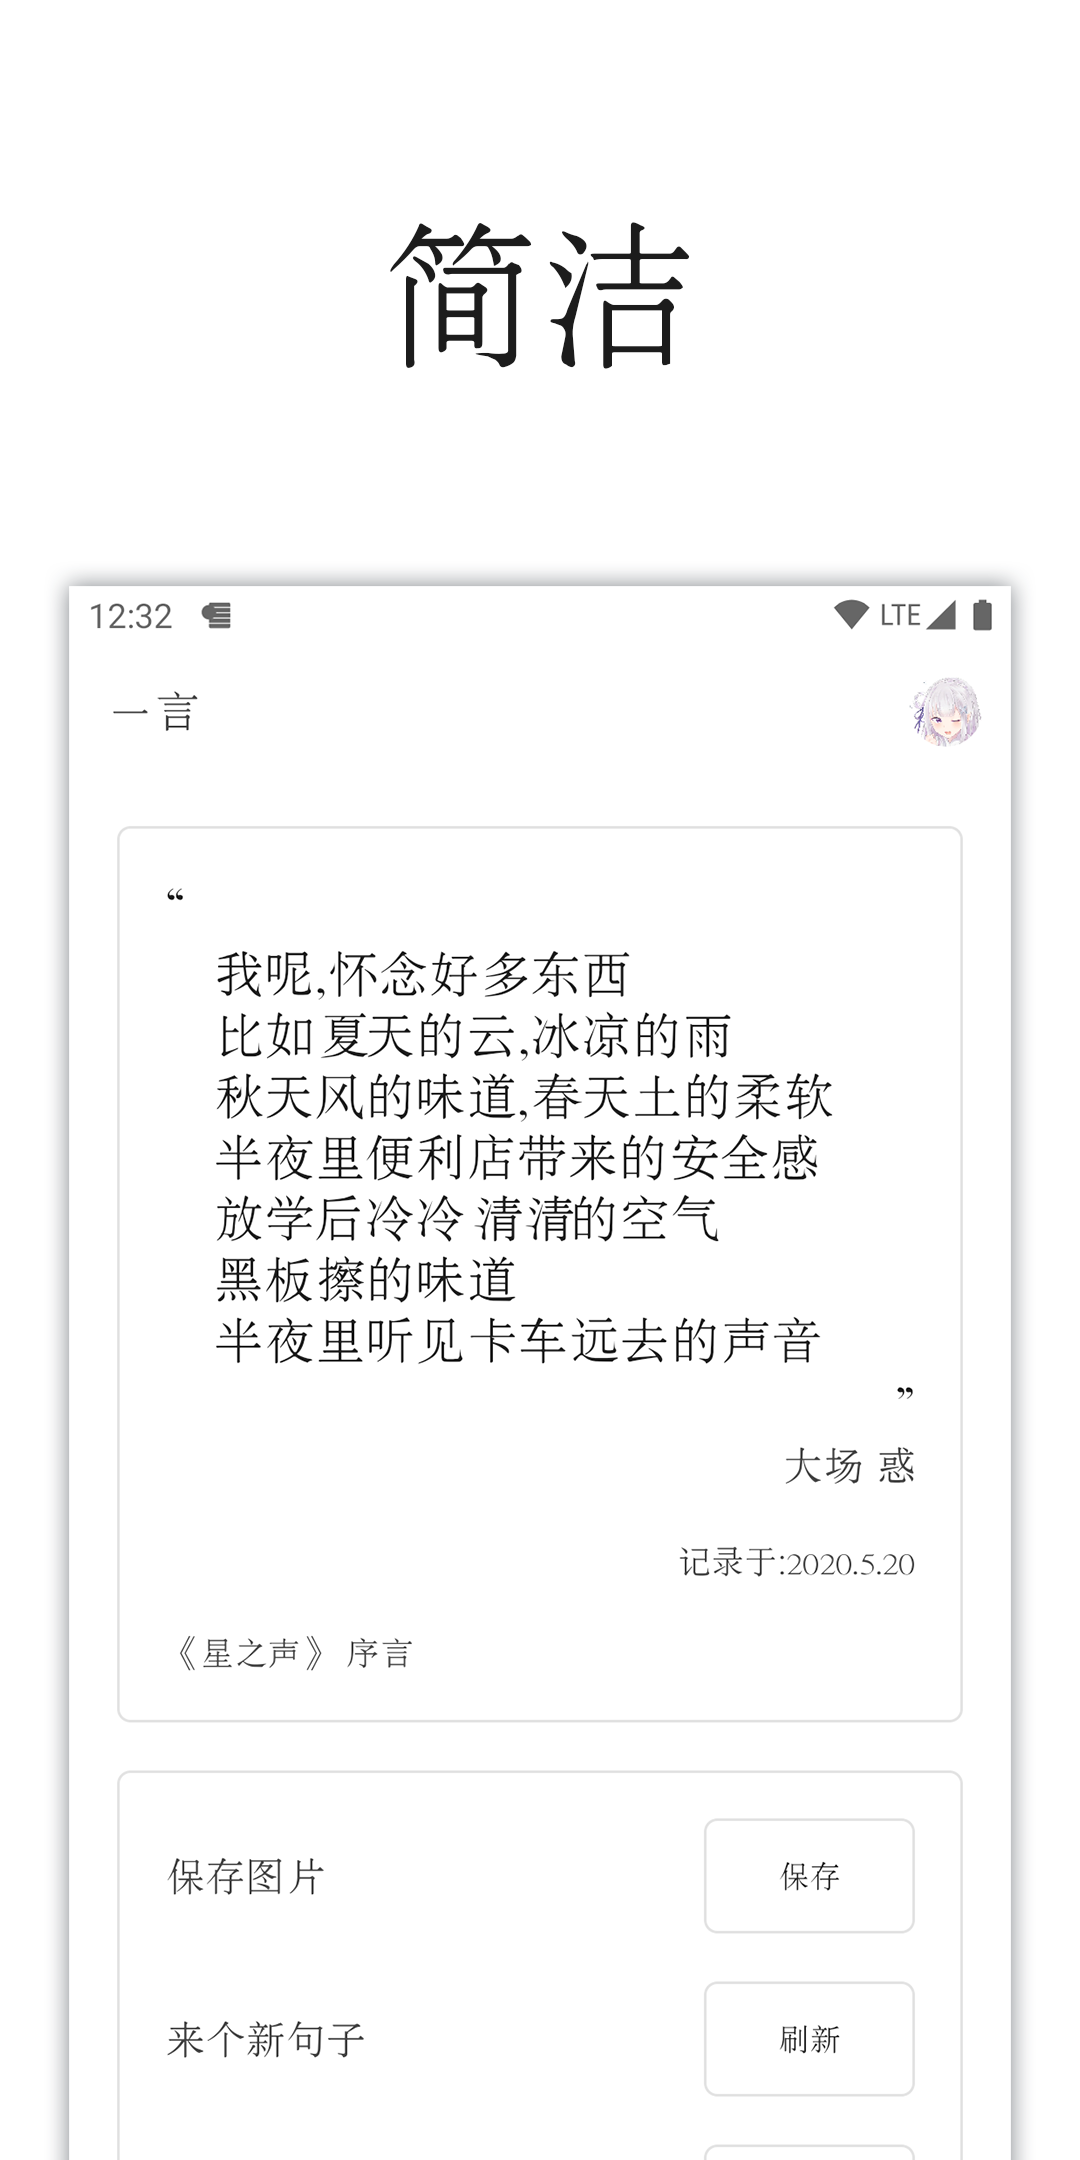 简洁
12:32
LTE
一言
“
我呢,怀念好多东西
比如夏天的云,冰凉的雨
秋天风的味道,春天土的柔软
半夜里便利店带来的安全感
放学后冷冷清清的空气
黑板擦的味道
半夜里听见卡车远去的声音
”
大场 惑
记录于:2020.5.20
《星之声》 序言
保存图片
保存
来个新句子
刷新